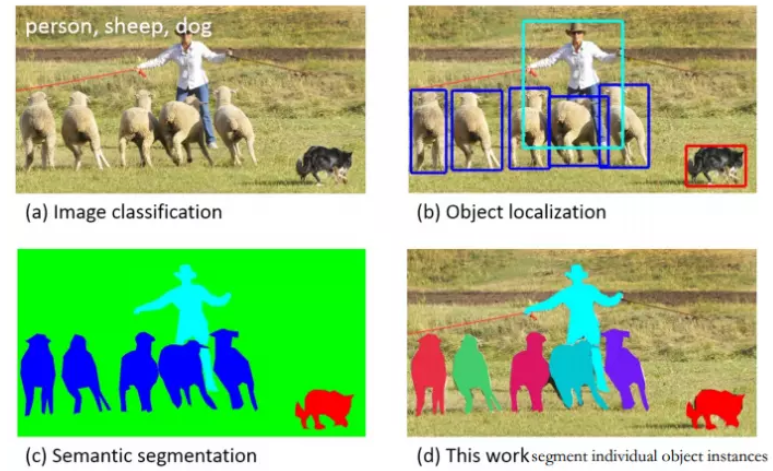 person, sheep, dog
(a) Image classification
(b) Object localization
(c) Semantic segmentation
(d) This work segment individual object instances